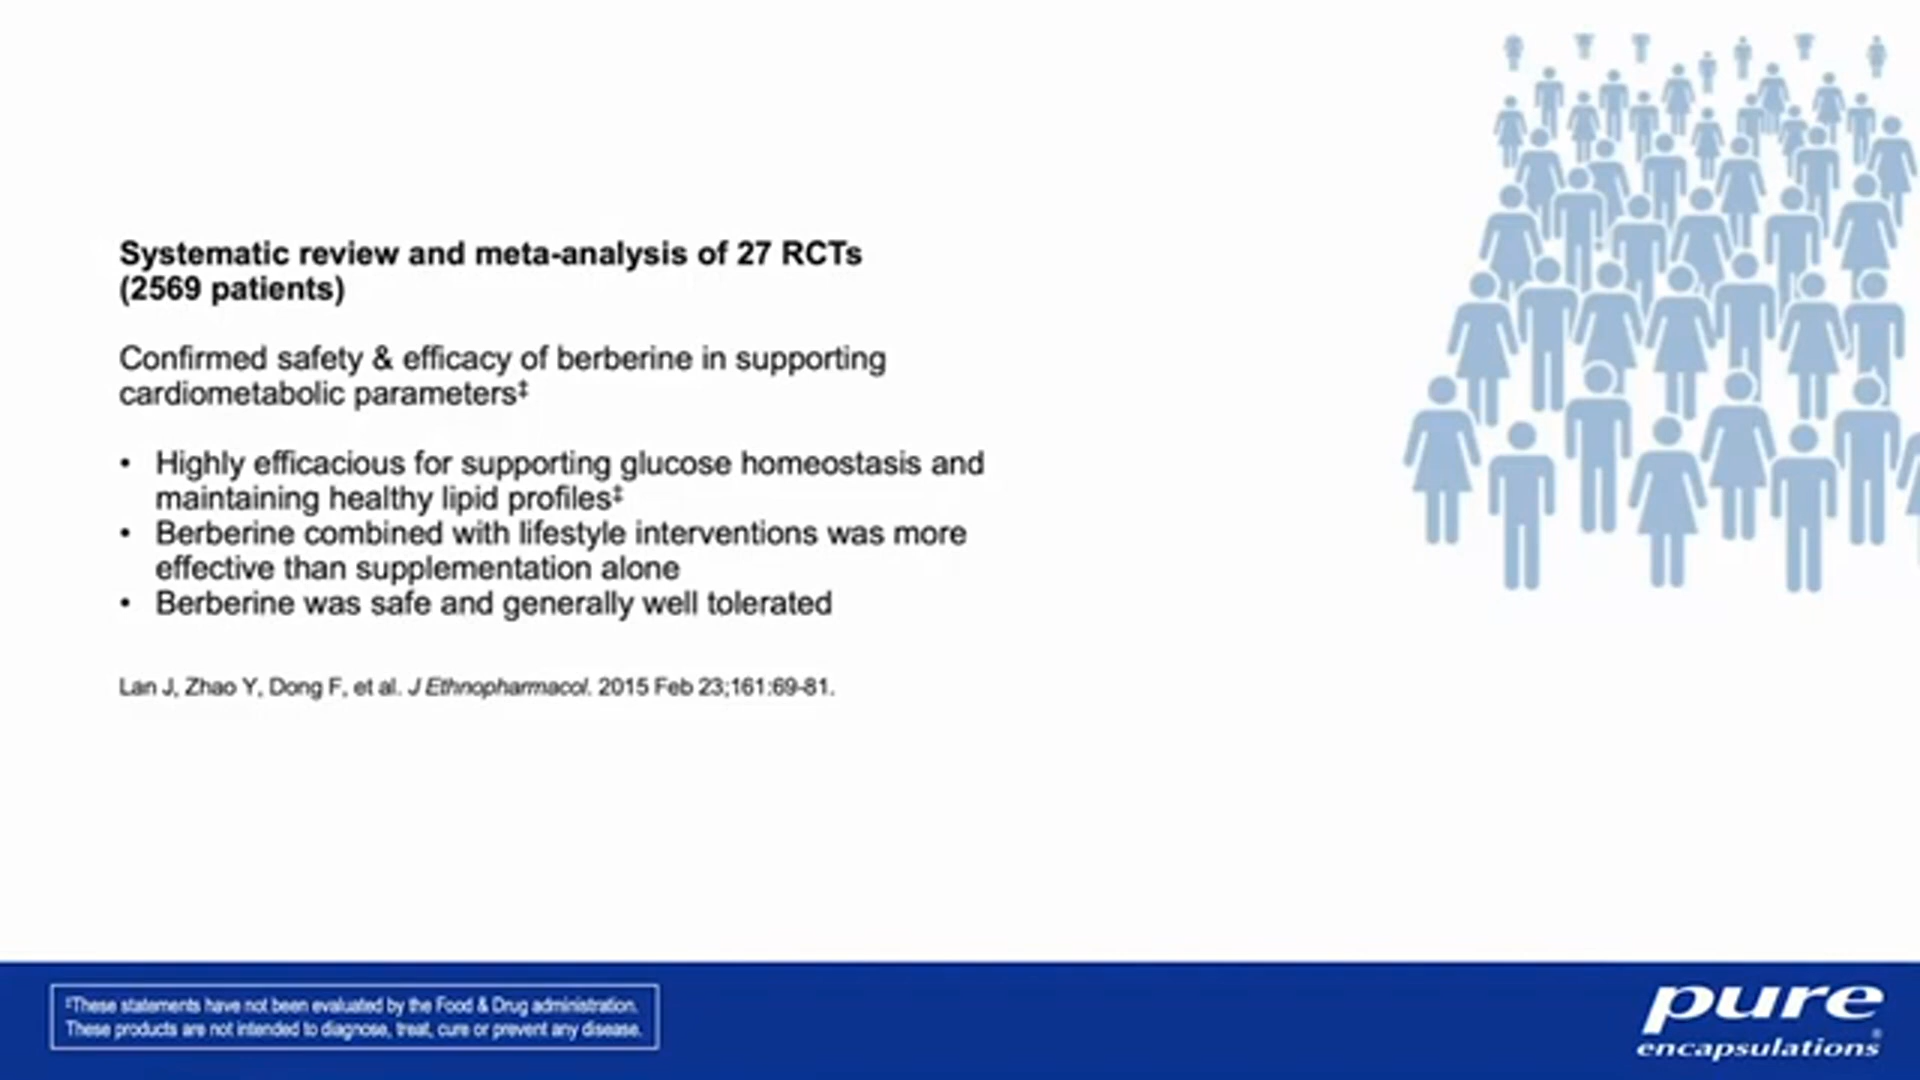 Systematic review and meta-analysis of 27 RCTs
(2569 patients)
Confirmed safety & efficacy of berberine in supporting
cardiometabolic parameters‡
• Highly efficacious for supporting glucose homeostasis and
maintaining healthy lipid profiles‡
• Berberine combined with lifestyle interventions was more
effective than supplementation alone
• Berberine was safe and generally well tolerated
Lan J, Zhao Y, Dong F, et al. J Ethnopharmacol. 2015 Feb 23;161:69-81.
‡These statements have not been evaluated by the Food & Drug administration.
These products are not intended to diagnose, treat, cure or prevent any disease.
pure
encapsulations®